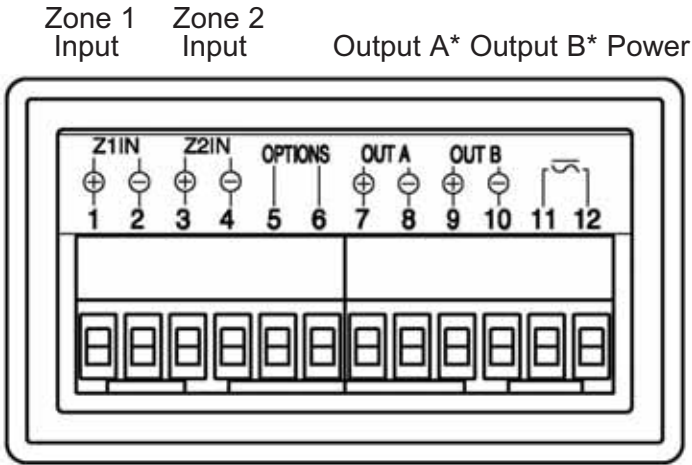 Zone 1 Input
Zone 2 Input
Output A* Output B* Power
Z1IN Z2IN OPTIONS OUT A OUT B
+ - + - + - + -
1 2 3 4 5 6 7 8 9 10 11 12